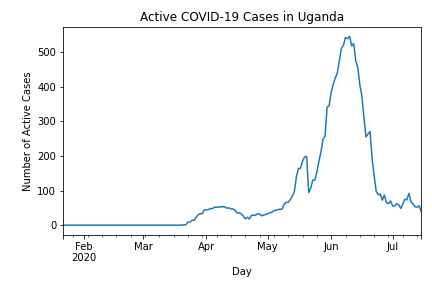 Active COVID-19 Cases in Uganda
Number of Active Cases
500
400
300
200
100
0
Feb
2020
Mar
Apr
May
Jun
Jul
Day